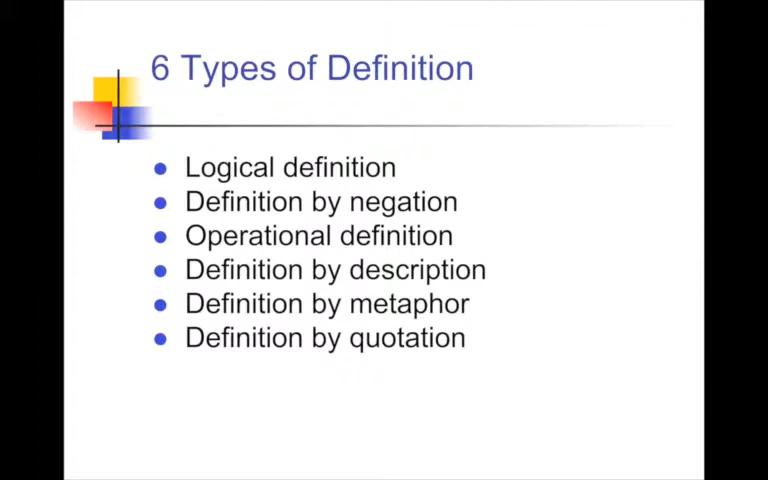 6 Types of Definition
Logical definition
Definition by negation
Operational definition
Definition by description
Definition by metaphor
Definition by quotation